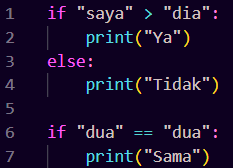 1 if "saya" > "dia":
2     print("Ya")
3 else:
4     print("Tidak")
5
6 if "dua" == "dua":
7     print("Sama")